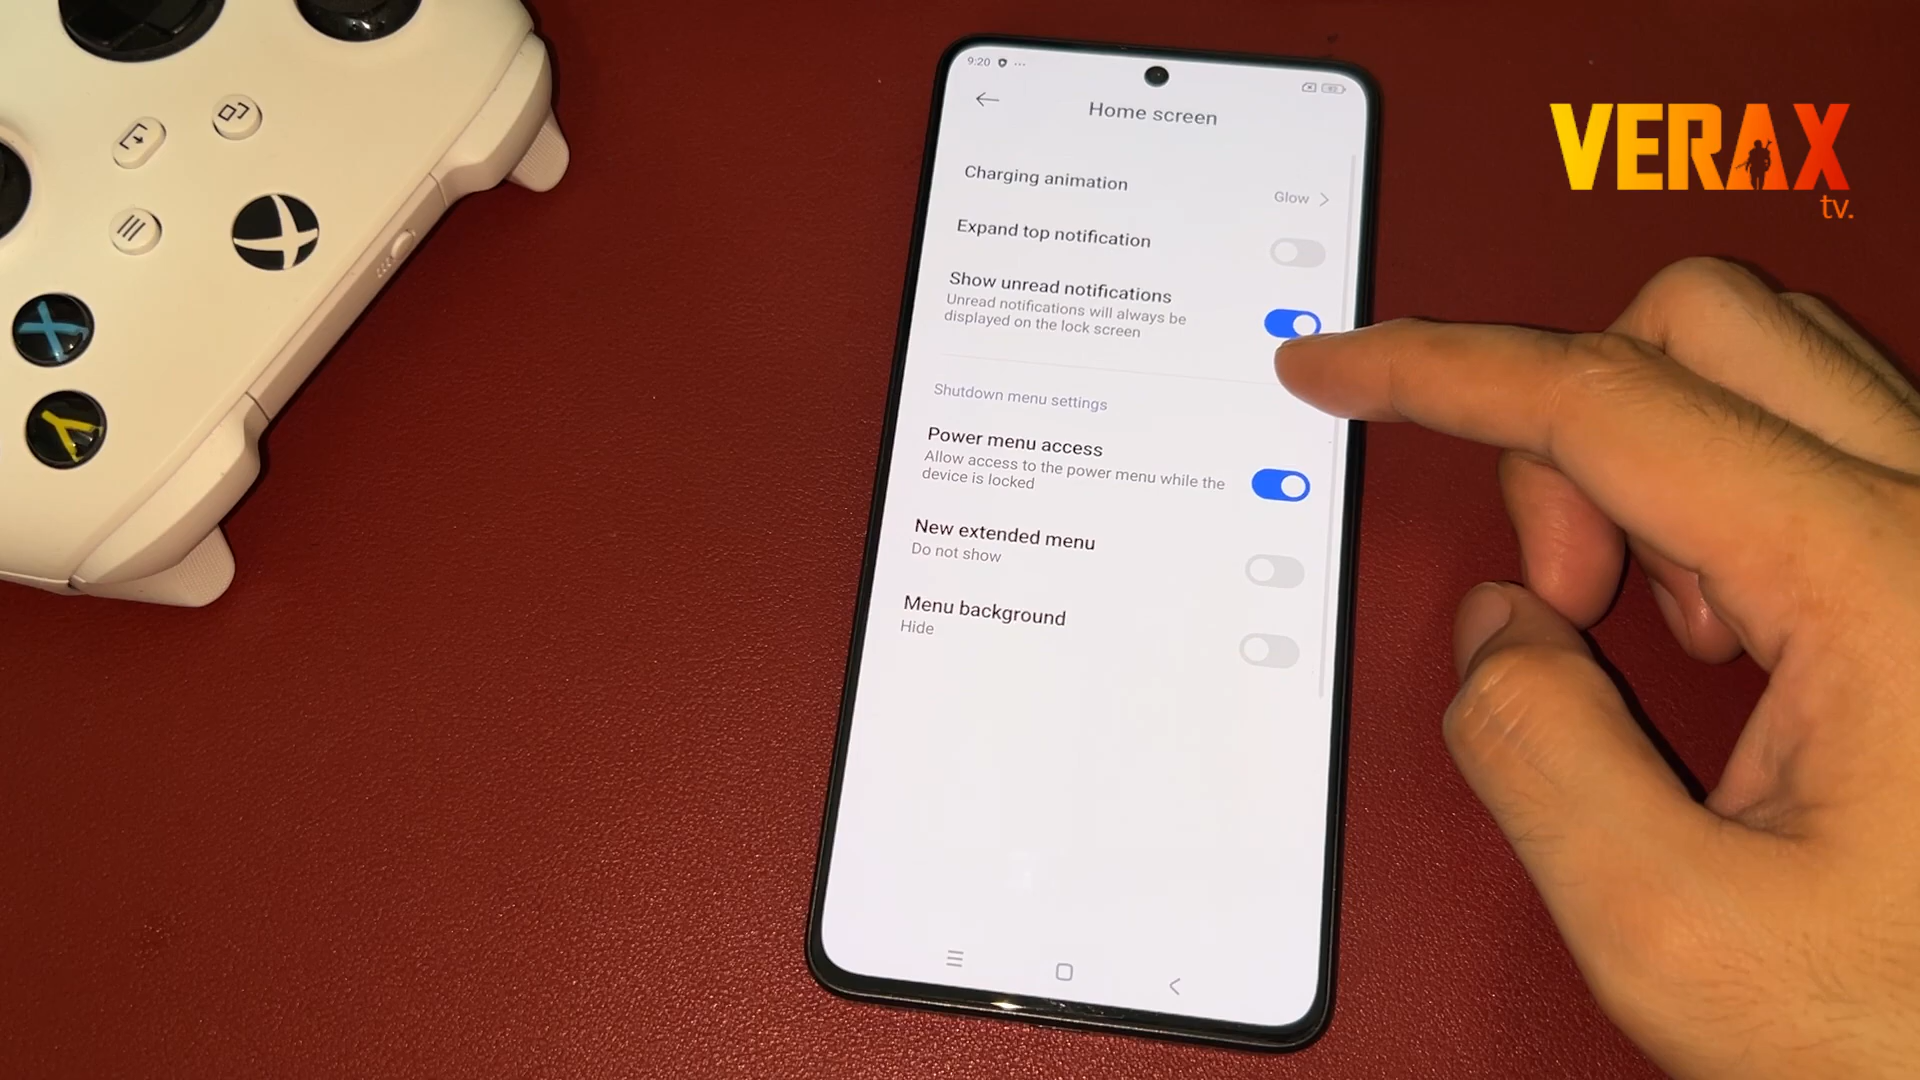 9:20
Home screen
Charging animation
Glow
Expand top notification
Show unread notifications
Unread notifications will always be
displayed on the lock screen
Shutdown menu settings
Power menu access
Allow access to the power menu while the
device is locked
New extended menu
Do not show
Menu background
Hide
VERAX
tv.
X
Y